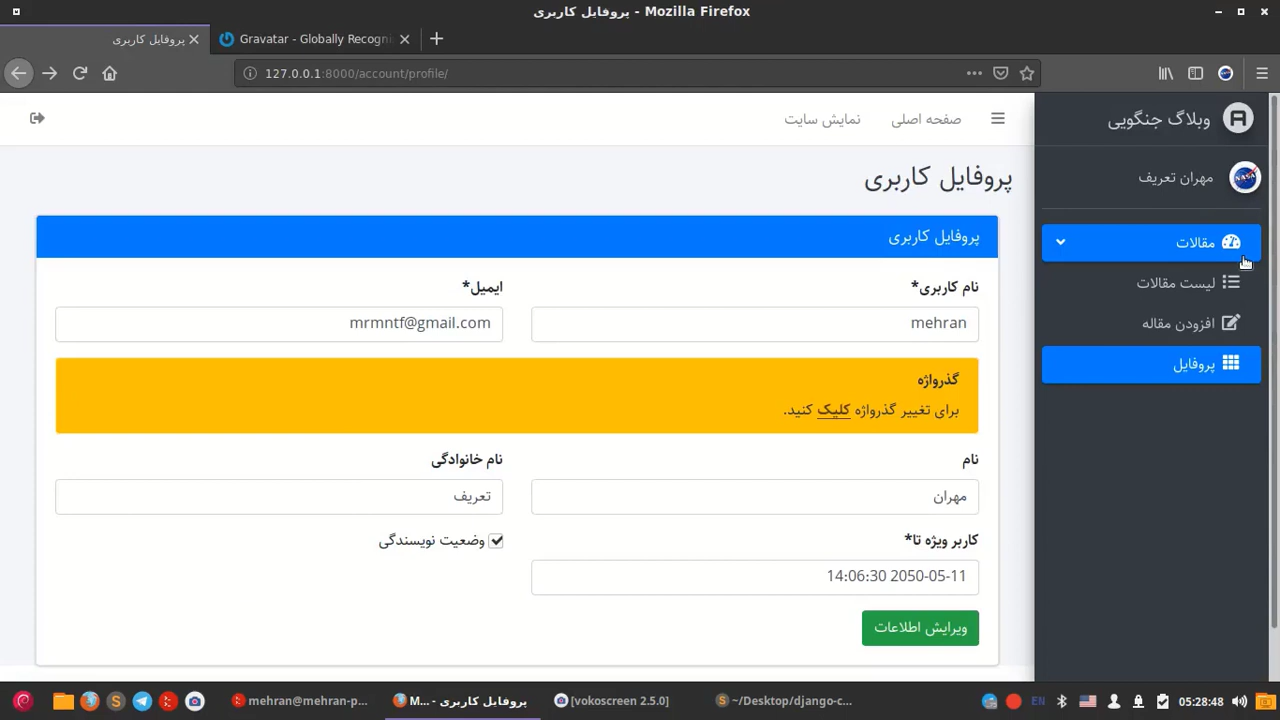 پروفایل کاربری - Mozilla Firefox
پروفایل کاربری
Gravatar - Globally Recogni
127.0.0.1:8000/account/profile/
وبلاگ جنگویی
صفحه اصلی
نمایش سایت
مهران تعریف
مقالات
لیست مقالات
افزودن مقاله
پروفایل
پروفایل کاربری
پروفایل کاربری
نام کاربری*
ایمیل*
mehran
mrmntf@gmail.com
گذرواژه
برای تغییر گذرواژه کلیک کنید.
نام
نام خانوادگی
مهران
تعریف
کاربر ویژه تا*
وضعیت نویسندگی
14:06:30 2050-05-11
ویرایش اطلاعات
mehran@mehran-p...
پروفایل کاربری - M...
[vokoscreen 2.5.0]
~/Desktop/django-c...
EN
05:28:48